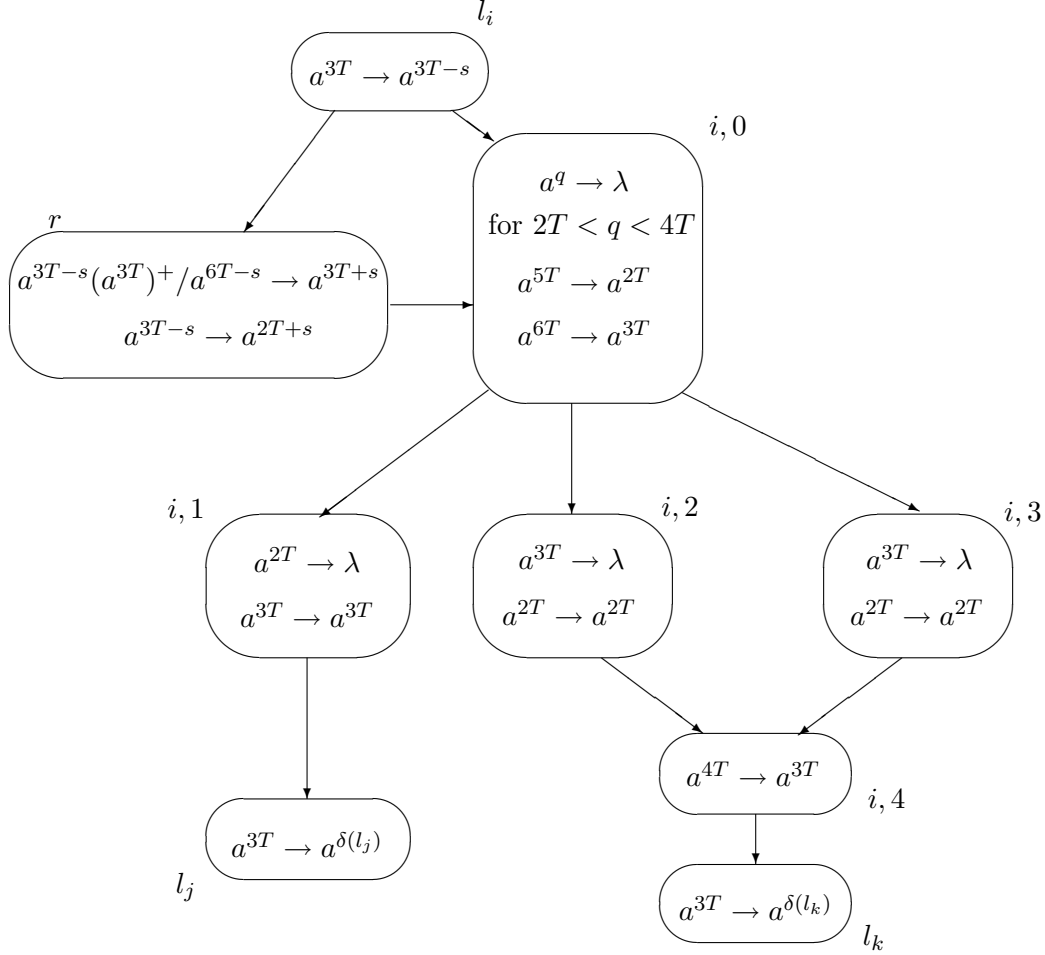 l_i
a^{3T} → a^{3T−s}
i, 0
a^q → λ
for 2T < q < 4T
a^{5T} → a^{2T}
a^{6T} → a^{3T}
r
a^{3T−s}(a^{3T})^+/a^{6T−s} → a^{3T+s}
a^{3T−s} → a^{2T+s}
i, 1
a^{2T} → λ
a^{3T} → a^{3T}
i, 2
a^{3T} → λ
a^{2T} → a^{2T}
i, 3
a^{3T} → λ
a^{2T} → a^{2T}
a^{4T} → a^{3T}
i, 4
a^{3T} → a^{δ(l_j)}
l_j
a^{3T} → a^{δ(l_k)}
l_k